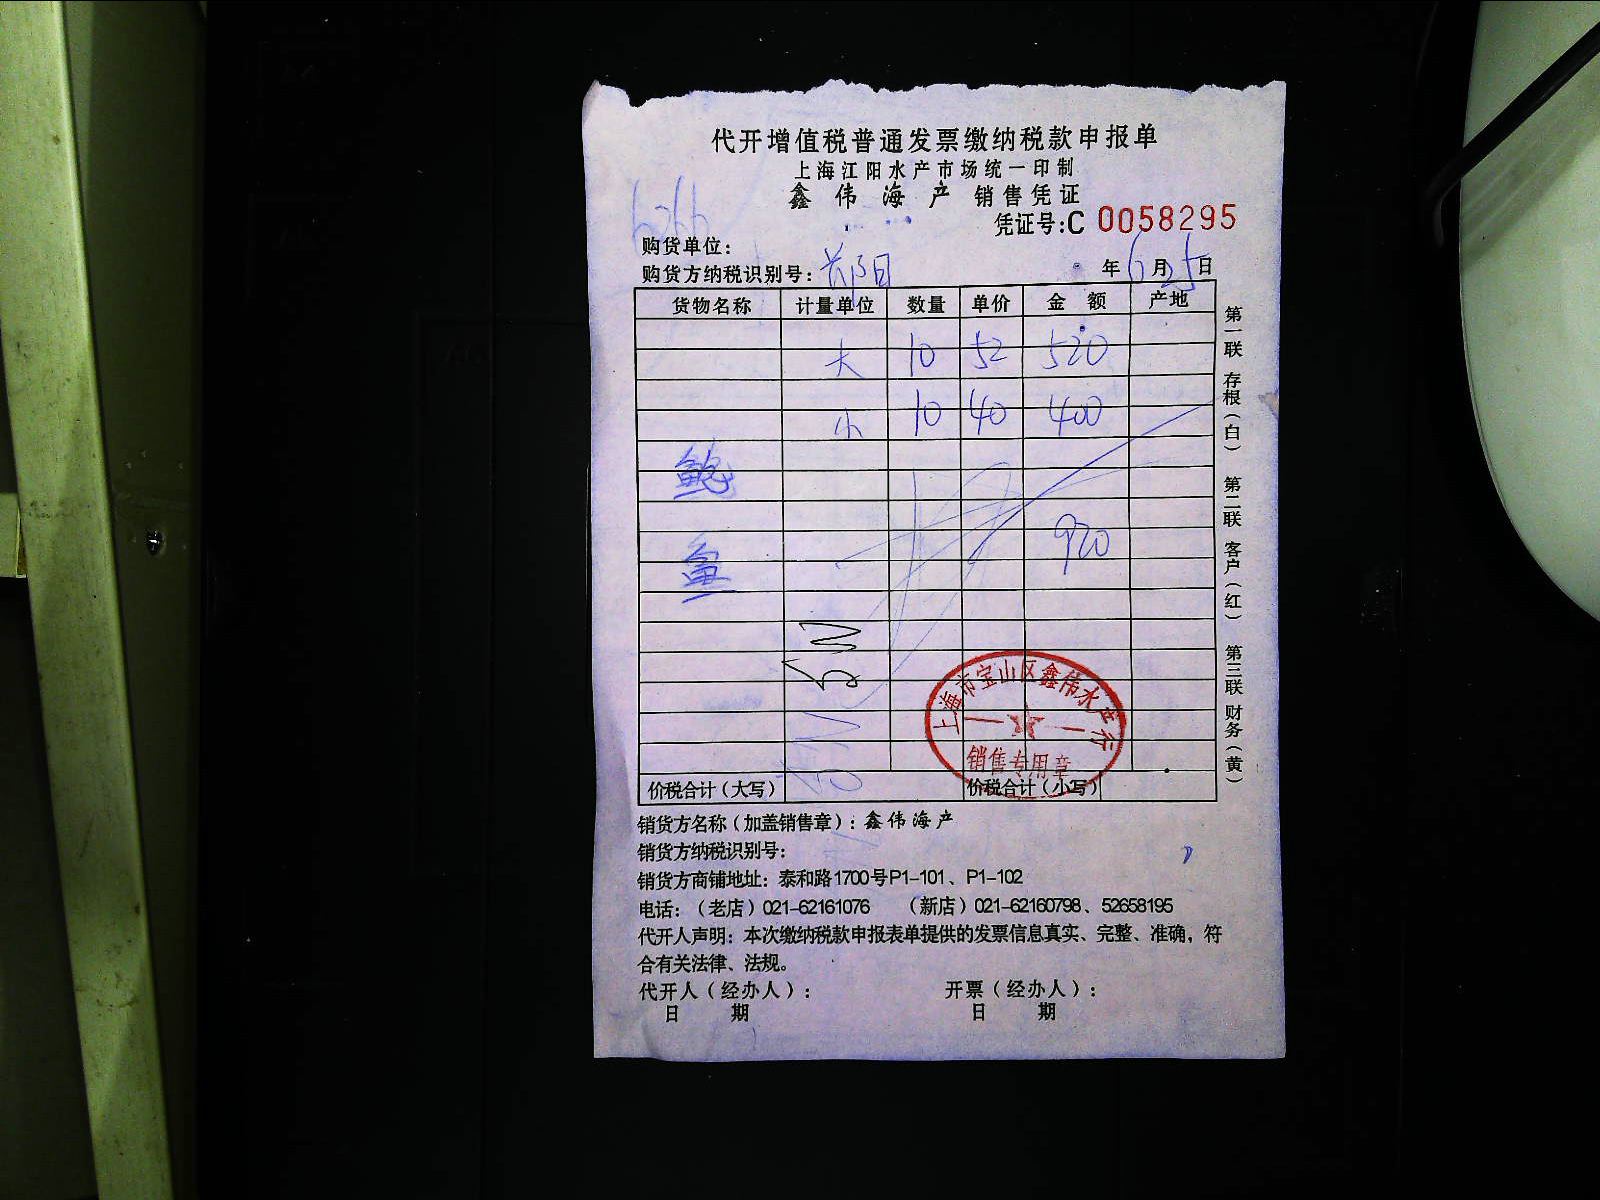 代开增值税普通发票缴纳税款申报单
上海江阳水产市场统一印制
鑫伟海产 销售凭证
凭证号:C 0058295
6266
购货单位:
购货方纳税识别号:
年6月25日
货物名称 计量单位 数量 单价 金额 产地
大 10 52 520
小 10 40 400
鲍
鱼
920
价税合计(大写) 价税合计(小写)
上海市宝山区鑫伟水产行
销售专用章
第一联 存根(白) 第二联 客户(红) 第三联 财务(黄)
销货方名称(加盖销售章):鑫伟海产
销货方纳税识别号:
销货方商铺地址:泰和路1700号P1-101、P1-102
电话:(老店)021-62161076 (新店)021-62160798、52658195
代开人声明:本次缴纳税款申报表单提供的发票信息真实、完整、准确,符
合有关法律、法规。
代开人(经办人): 开票(经办人):
日期 日期